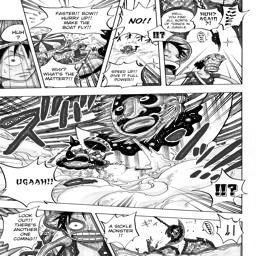 FASTER!! ROW!!
HURRY UP!!
MAKE THE
BOAT FLY!!
HUH?
WHY?
WHAT'S THE
MATTER?!!
NO!!
SPEED UP!!
GIVE IT FULL
POWER!!
HUH?
AGAIN
?!
!!?
UGAAH!!
!!?
LOOK
OUT!!
THERE'S
ANOTHER
ONE
COMING!!
A SICKLE
MONSTER
!!